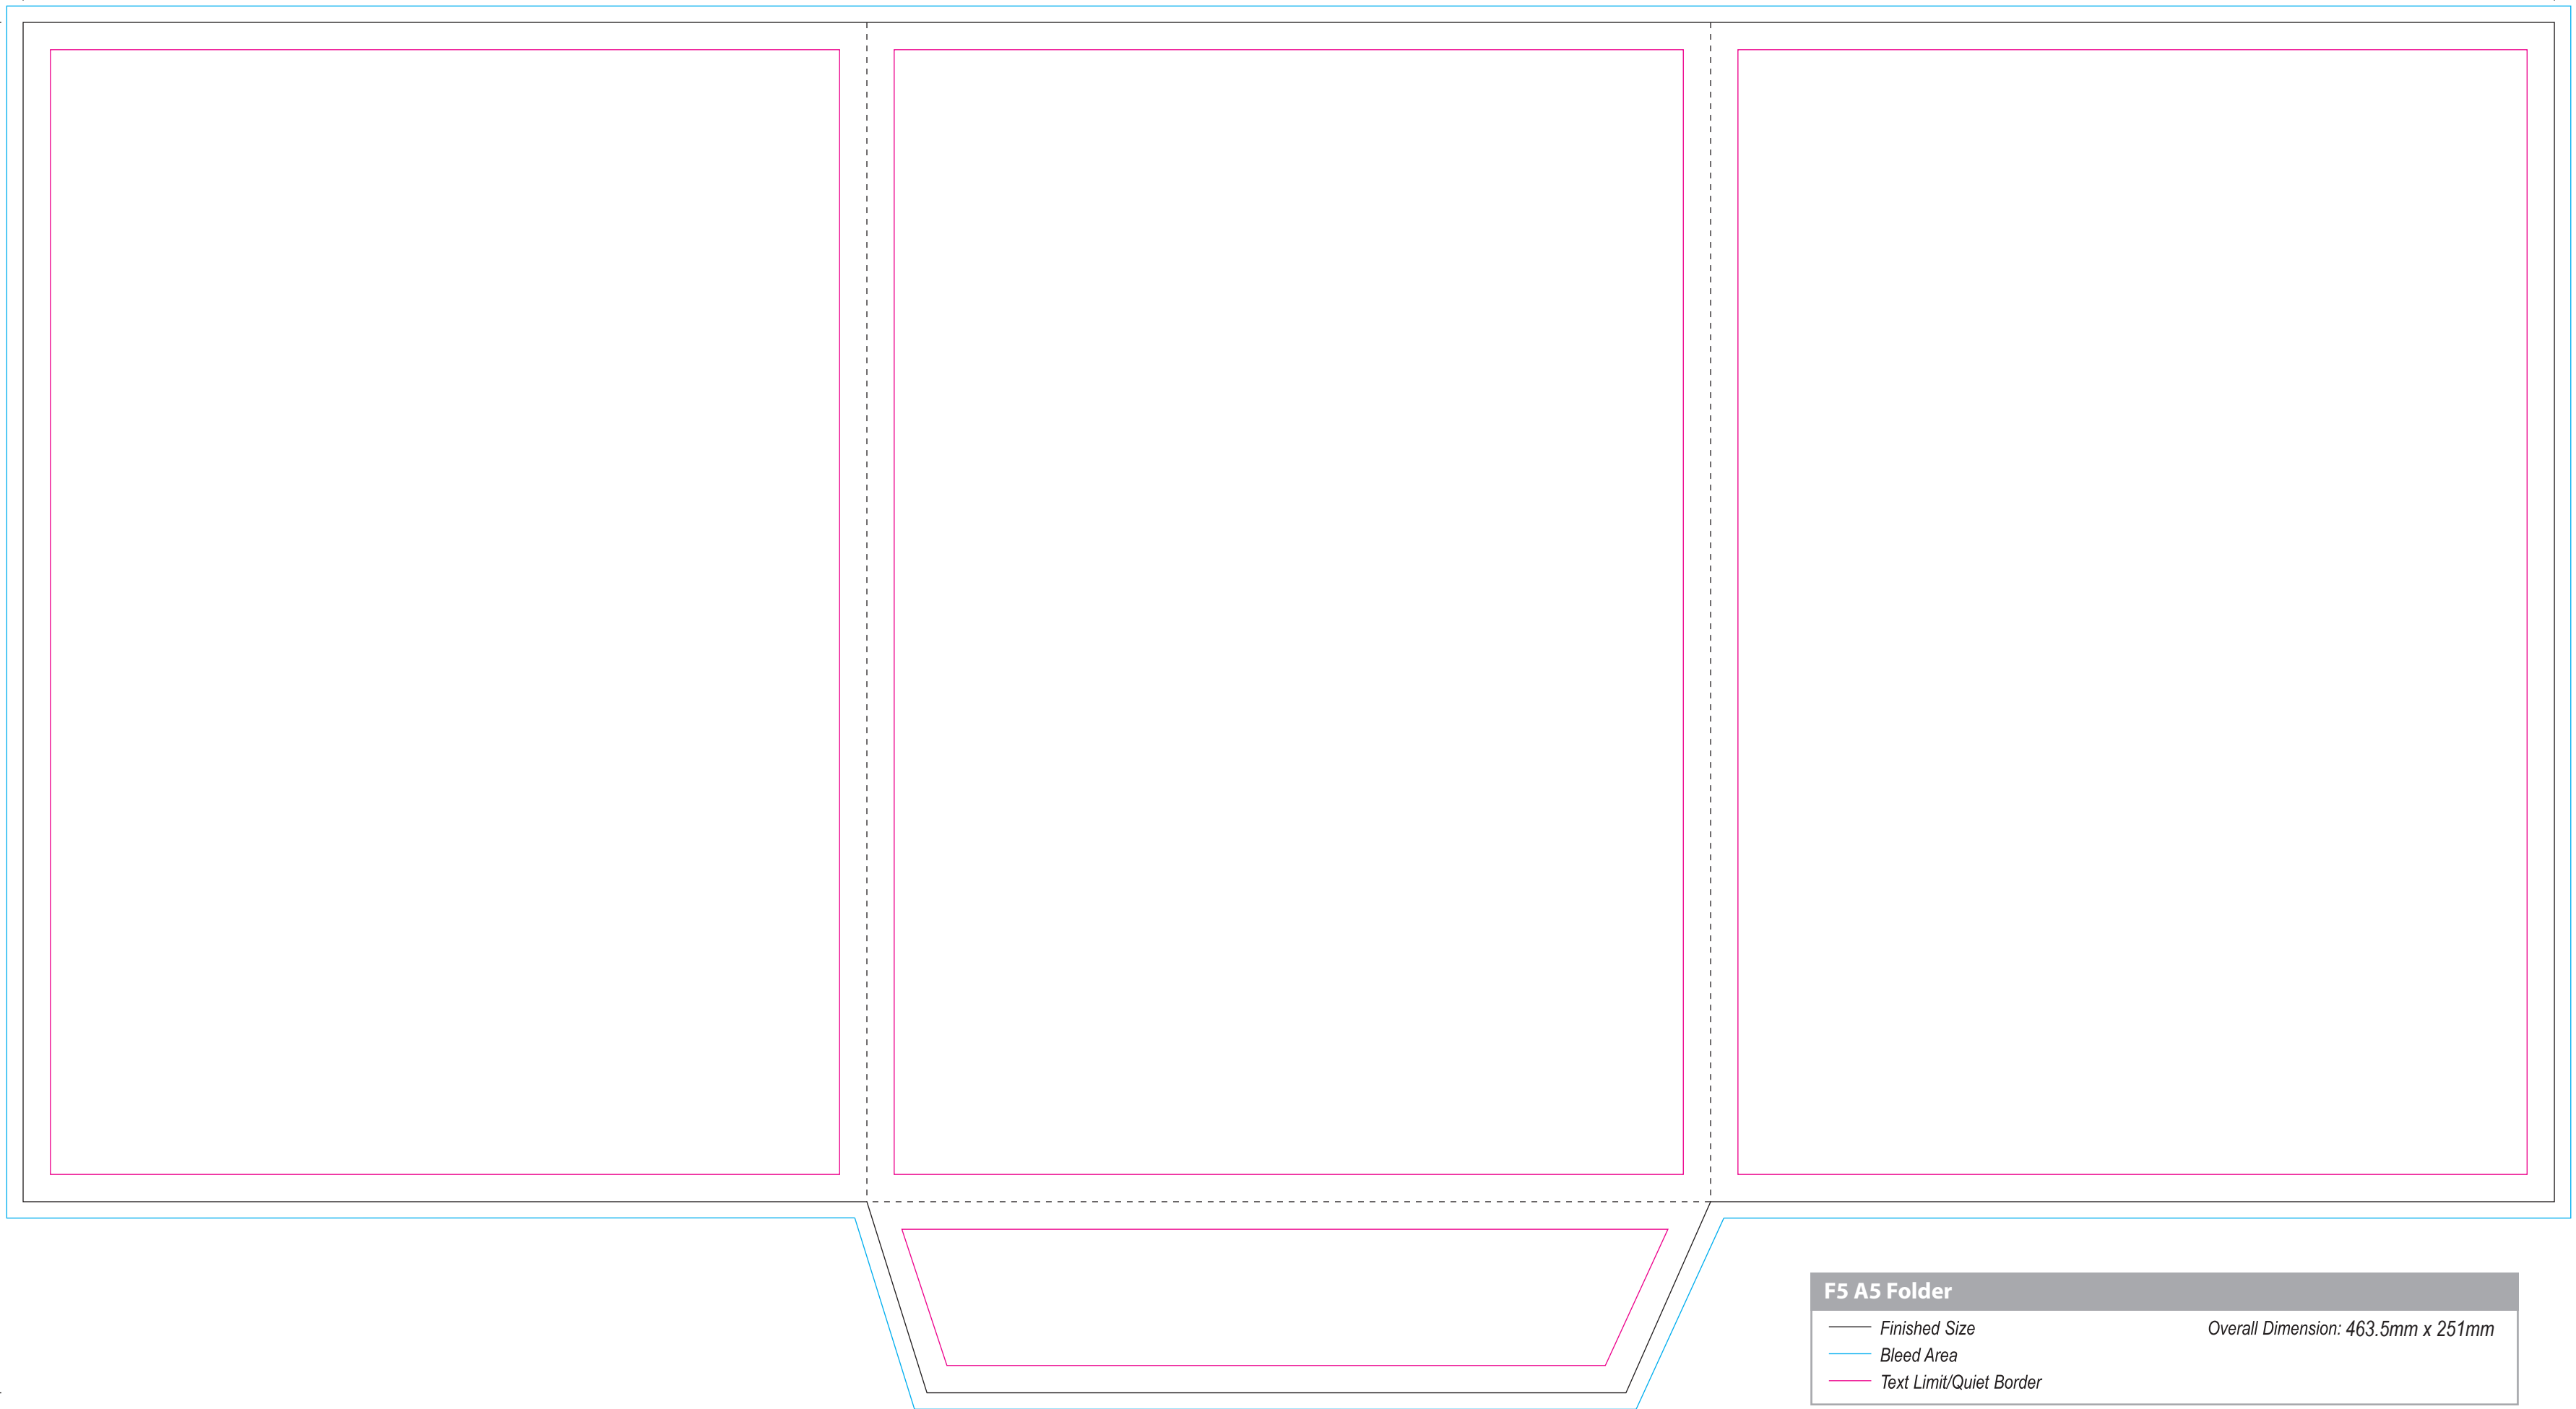 F5 A5 Folder
Finished Size
Overall Dimension: 463.5mm x 251mm
Bleed Area
Text Limit/Quiet Border